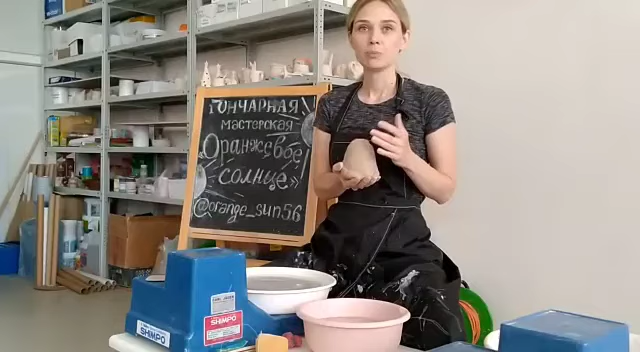 ГОНЧАРНАЯ
мастерская
Оранжевое
солнце
@orange_sun56
SHIMPO
SHIMPO